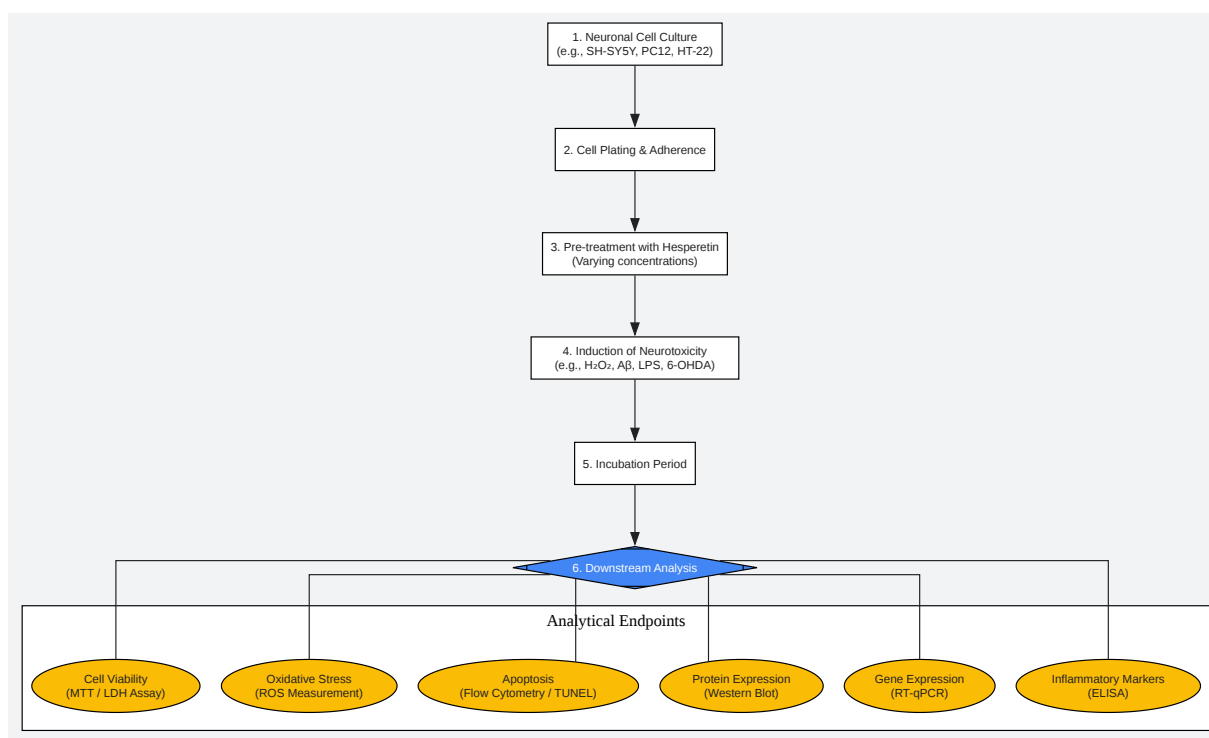 1. Neuronal Cell Culture
(e.g., SH-SY5Y, PC12, HT-22)
2. Cell Plating & Adherence
3. Pre-treatment with Hesperetin
(Varying concentrations)
4. Induction of Neurotoxicity
(e.g., H₂O₂, Aβ, LPS, 6-OHDA)
5. Incubation Period
6. Downstream Analysis
Analytical Endpoints
Cell Viability
(MTT / LDH Assay)
Oxidative Stress
(ROS Measurement)
Apoptosis
(Flow Cytometry / TUNEL)
Protein Expression
(Western Blot)
Gene Expression
(RT-qPCR)
Inflammatory Markers
(ELISA)